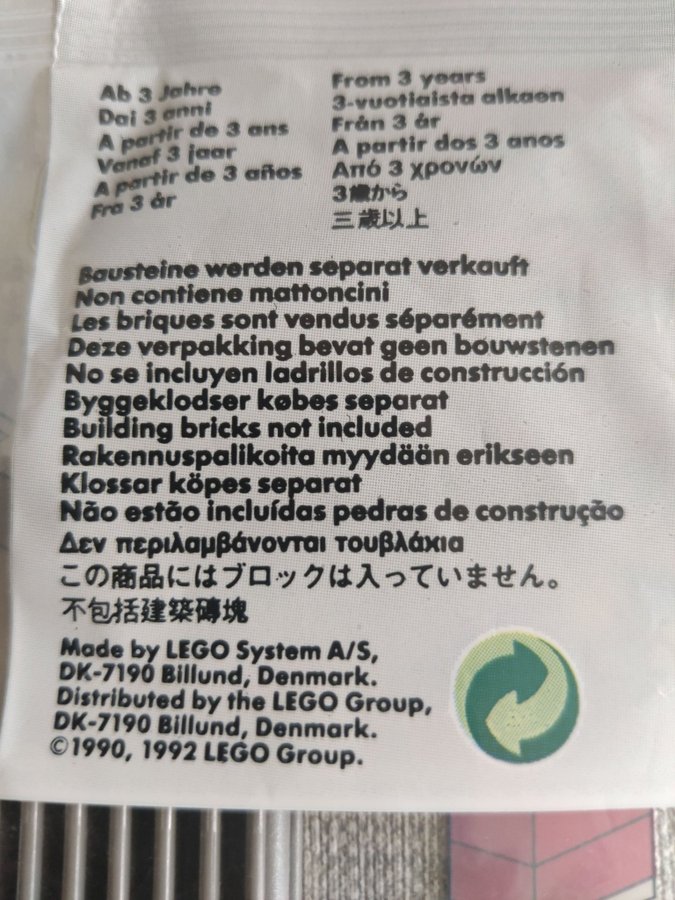 Ab 3 Jahre
Dai 3 anni
A partir de 3 ans
Vanaf 3 jaar
A partir de 3 años
Fra 3 år
From 3 years
3-vuotiaista alkaen
Från 3 år
A partir dos 3 anos
Από 3 χρονών
3歳から
三歲以上
Bausteine werden separat verkauft
Non contiene mattoncini
Les briques sont vendus séparément
Deze verpakking bevat geen bouwstenen
No se incluyen ladrillos de construcción
Byggeklodser købes separat
Building bricks not included
Rakennuspalikoita myydään erikseen
Klossar köpes separat
Não estão incluídas pedras de construção
Δεν περιλαμβάνονται τουβλάκια
この商品にはブロックは入っていません。
不包括建築磚塊
Made by LEGO System A/S,
DK-7190 Billund, Denmark.
Distributed by the LEGO Group,
DK-7190 Billund, Denmark.
©1990, 1992 LEGO Group.